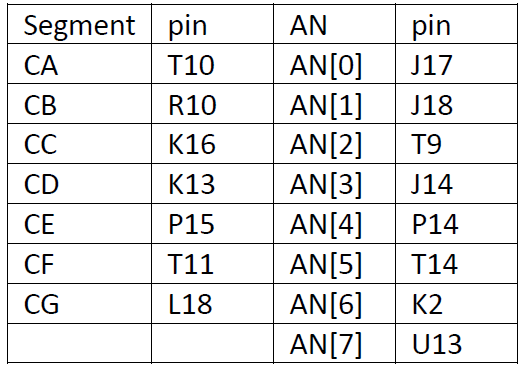 Segment pin AN pin
CA T10 AN[0] J17
CB R10 AN[1] J18
CC K16 AN[2] T9
CD K13 AN[3] J14
CE P15 AN[4] P14
CF T11 AN[5] T14
CG L18 AN[6] K2
AN[7] U13